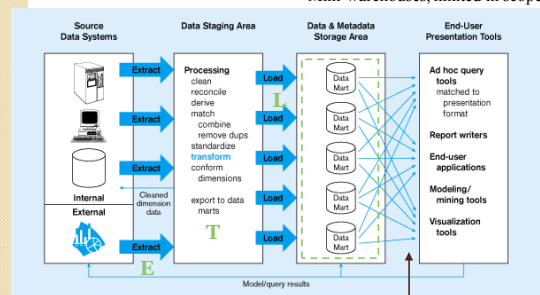 Mini-warehouses, limited in scope
Source
Data Systems
Data Staging Area
Data & Metadata
Storage Area
End-User
Presentation Tools
Extract
Extract
Extract
Internal
External
Extract
E
Processing
clean
reconcile
derive
match
combine
remove dups
standardize
transform
conform
dimensions
export to data
marts
T
Cleaned
dimension
data
Load
L
Load
Load
Load
Load
Data
Mart
Data
Mart
Data
Mart
Data
Mart
Data
Mart
Ad hoc query
tools
matched to
presentation
format
Report writers
End-user
applications
Modeling/
mining tools
Visualization
tools
Model/query results